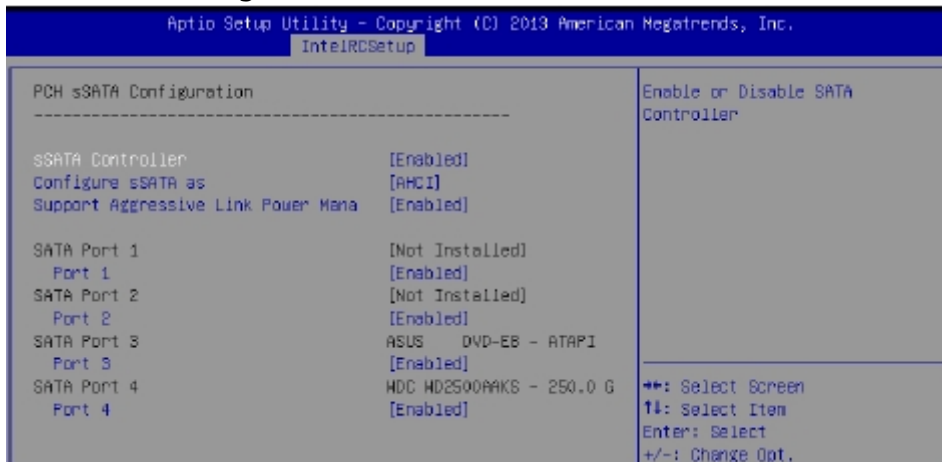 Aptio Setup Utility – Copyright (C) 2013 American Megatrends, Inc.
IntelRCSetup
PCH sSATA Configuration
sSATA Controller [Enabled]
Configure sSATA as [AHCI]
Support Aggressive Link Power Mana [Enabled]
SATA Port 1 [Not Installed]
Port 1 [Enabled]
SATA Port 2 [Not Installed]
Port 2 [Enabled]
SATA Port 3 ASUS DVD-E8 - ATAPI
Port 3 [Enabled]
SATA Port 4 WDC WD2500AAKS - 250.0 G
Port 4 [Enabled]
Enable or Disable SATA
Controller
→←: Select Screen
↑↓: Select Item
Enter: Select
+/-: Change Opt.